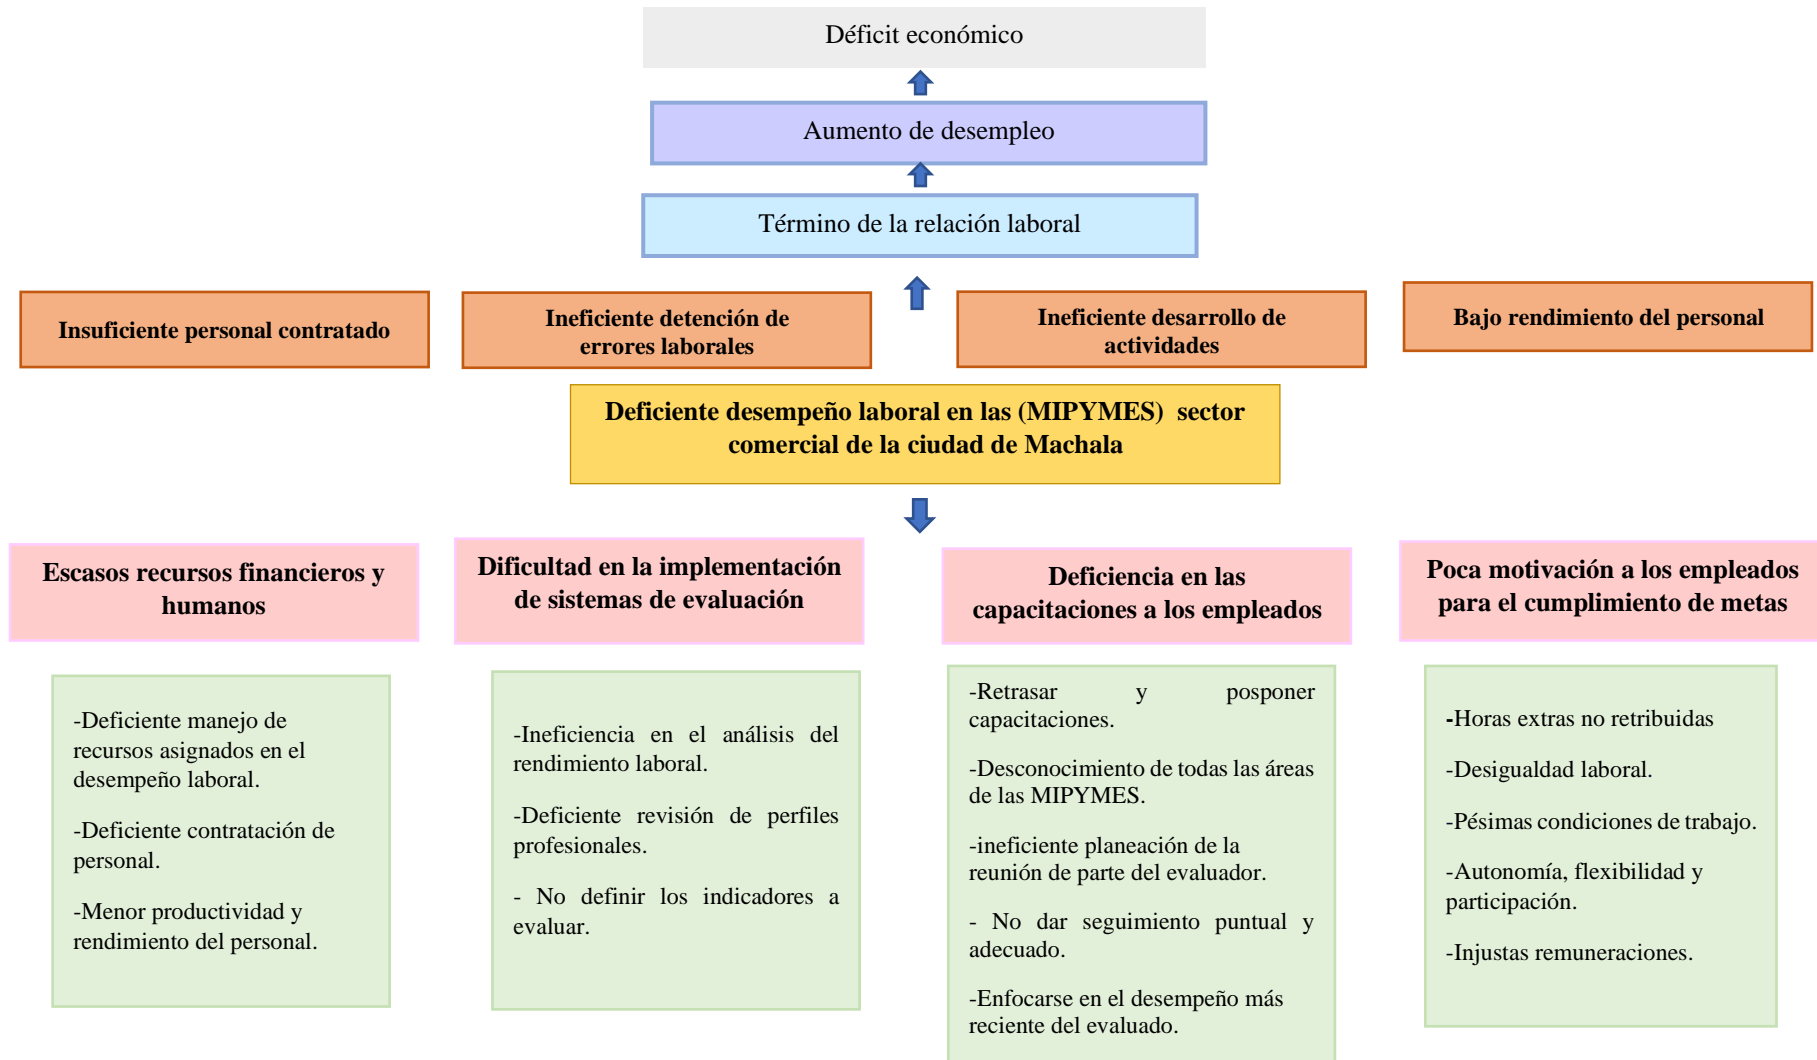 Déficit económico
Aumento de desempleo
Término de la relación laboral
Insuficiente personal contratado
Ineficiente detención de
errores laborales
Ineficiente desarrollo de
actividades
Bajo rendimiento del personal
Deficiente desempeño laboral en las (MIPYMES) sector
comercial de la ciudad de Machala
Escasos recursos financieros y
humanos
Dificultad en la implementación
de sistemas de evaluación
Deficiencia en las
capacitaciones a los empleados
Poca motivación a los empleados
para el cumplimiento de metas
-Deficiente manejo de
recursos asignados en el
desempeño laboral.
-Deficiente contratación de
personal.
-Menor productividad y
rendimiento del personal.
-Ineficiencia en el análisis del
rendimiento laboral.
-Deficiente revisión de perfiles
profesionales.
- No definir los indicadores a
evaluar.
-Retrasar y posponer
capacitaciones.
-Desconocimiento de todas las áreas
de las MIPYMES.
-ineficiente planeación de la
reunión de parte del evaluador.
- No dar seguimiento puntual y
adecuado.
-Enfocarse en el desempeño más
reciente del evaluado.
-Horas extras no retribuidas
-Desigualdad laboral.
-Pésimas condiciones de trabajo.
-Autonomía, flexibilidad y
participación.
-Injustas remuneraciones.